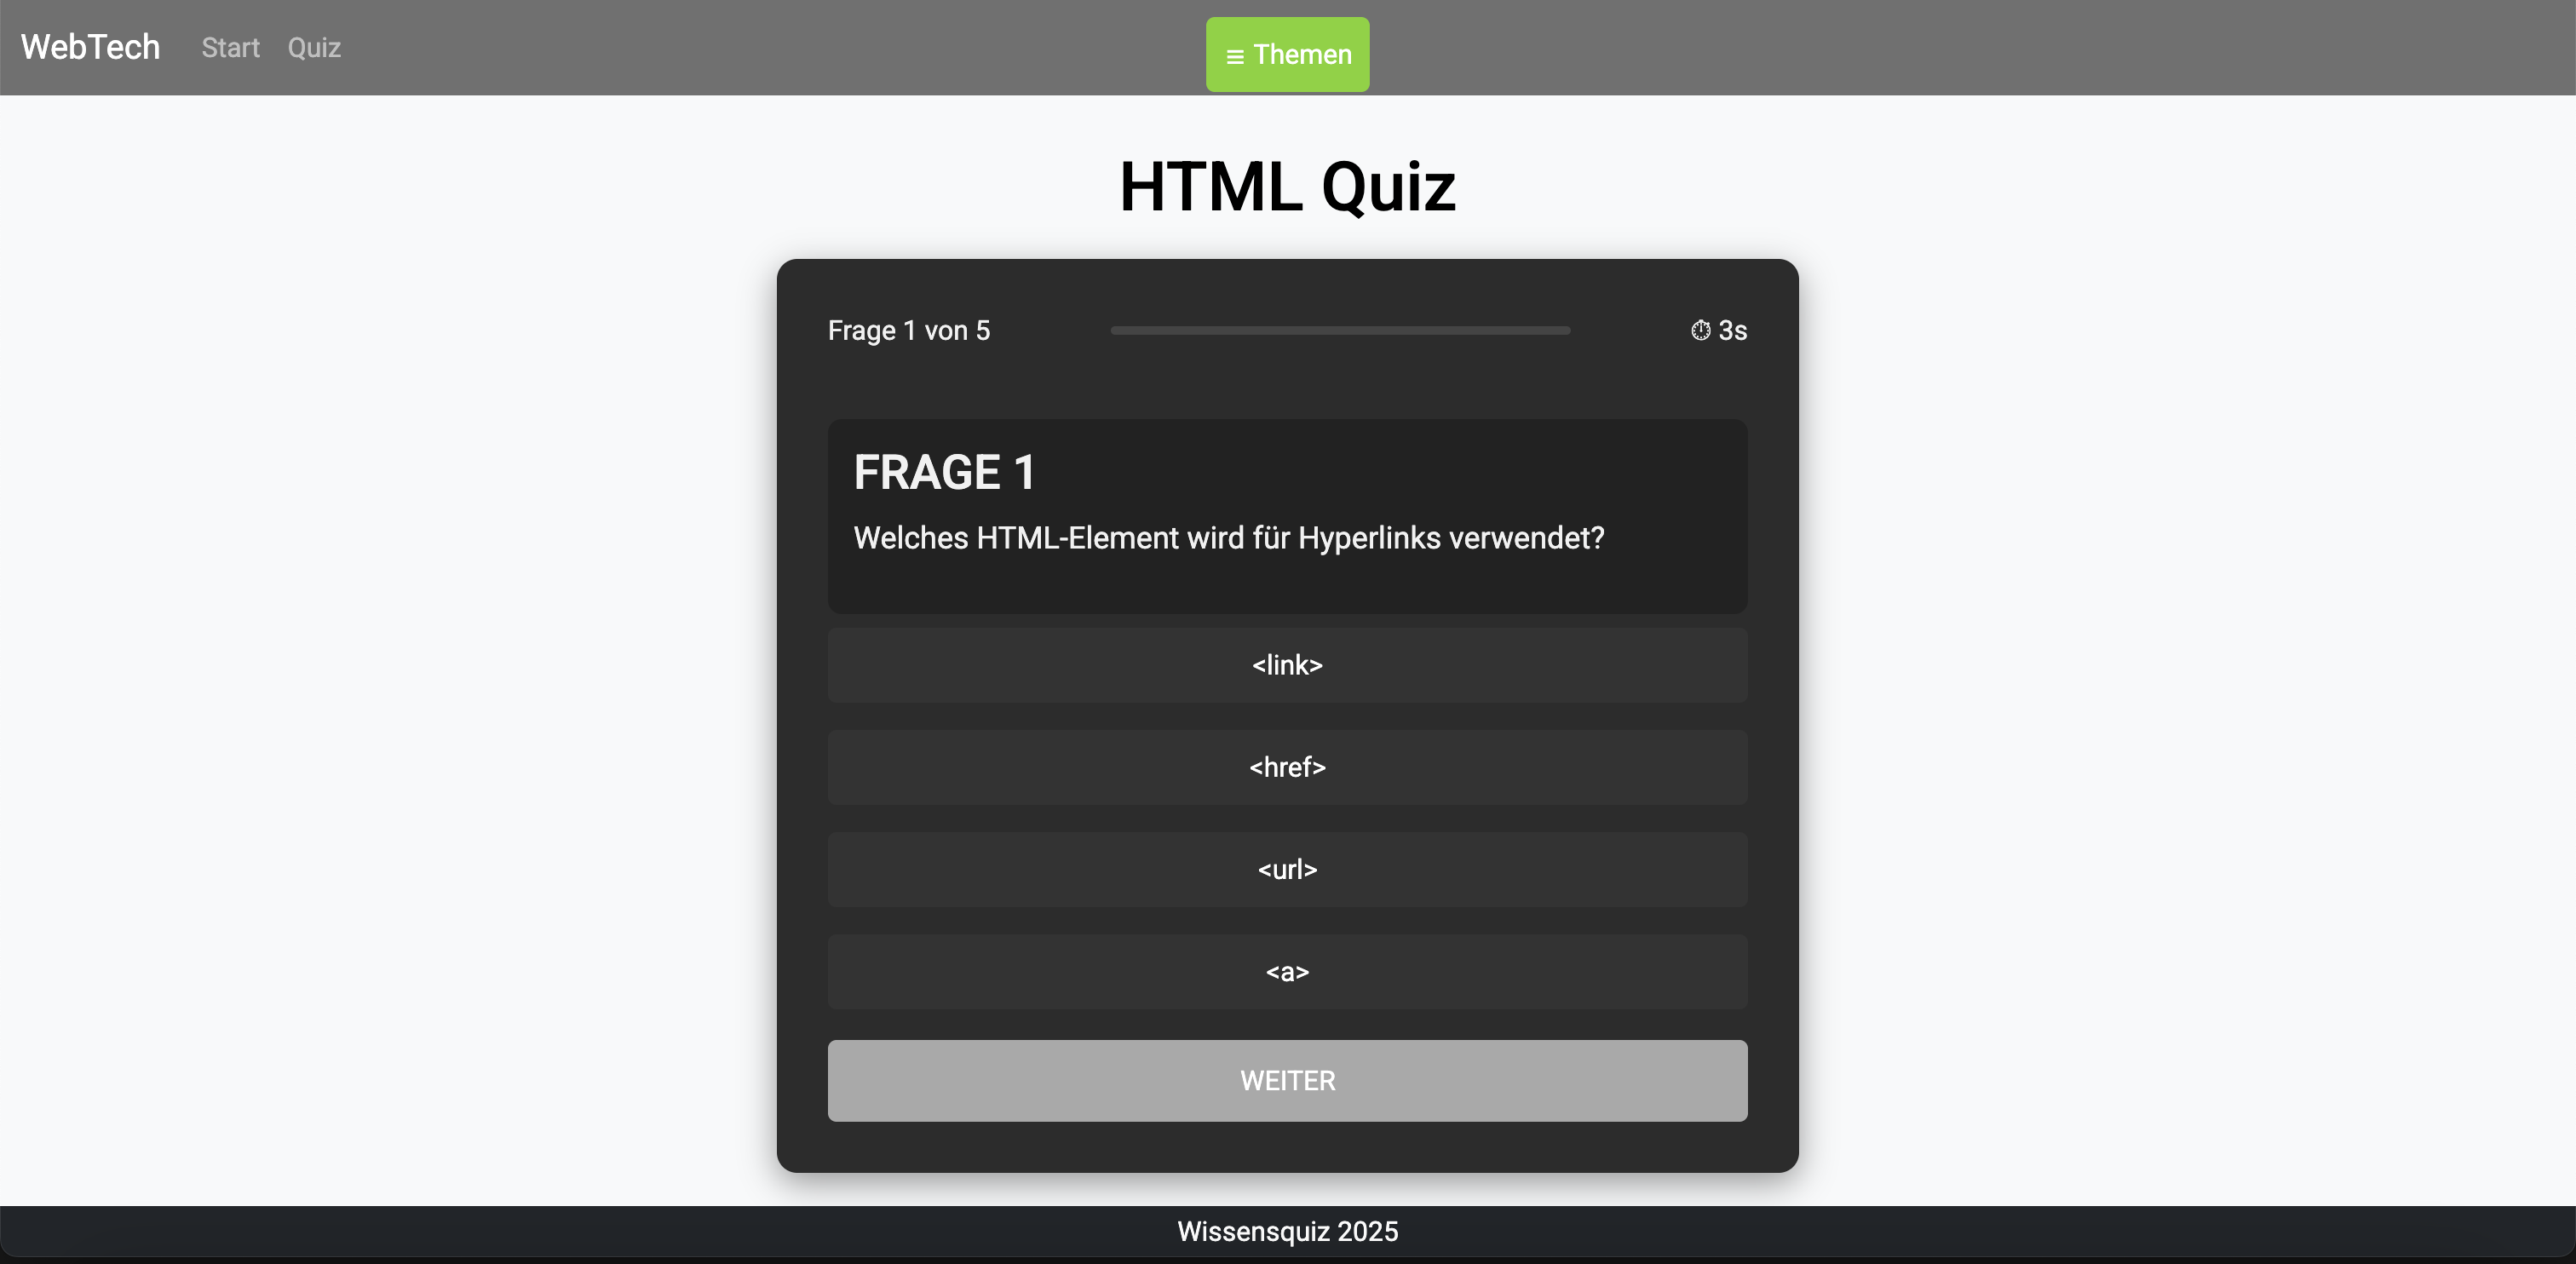 WebTech Start Quiz ≡ Themen
HTML Quiz
Frage 1 von 5 ⏱ 3s
FRAGE 1
Welches HTML-Element wird für Hyperlinks verwendet?
<link>
<href>
<url>
<a>
WEITER
Wissensquiz 2025